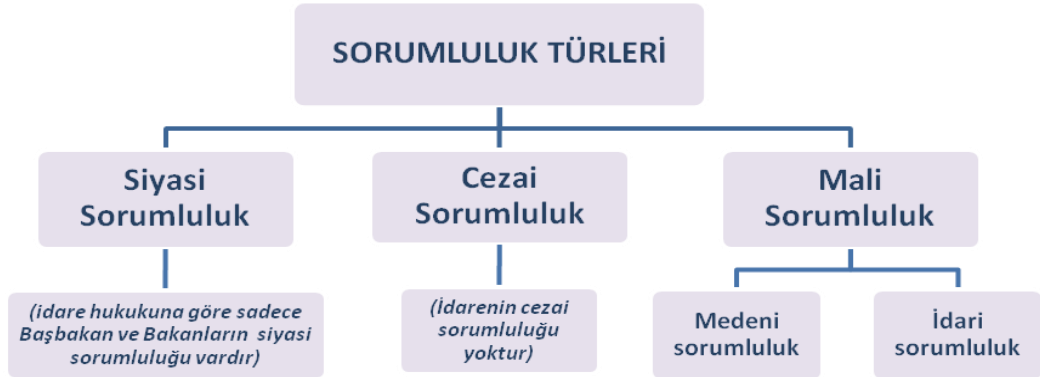 SORUMLULUK TÜRLERİ
Siyasi
Sorumluluk
Cezai
Sorumluluk
Mali
Sorumluluk
(idare hukukuna göre sadece
Başbakan ve Bakanların siyasi
sorumluluğu vardır)
(İdarenin cezai
sorumluluğu
yoktur)
Medeni
sorumluluk
İdari
sorumluluk